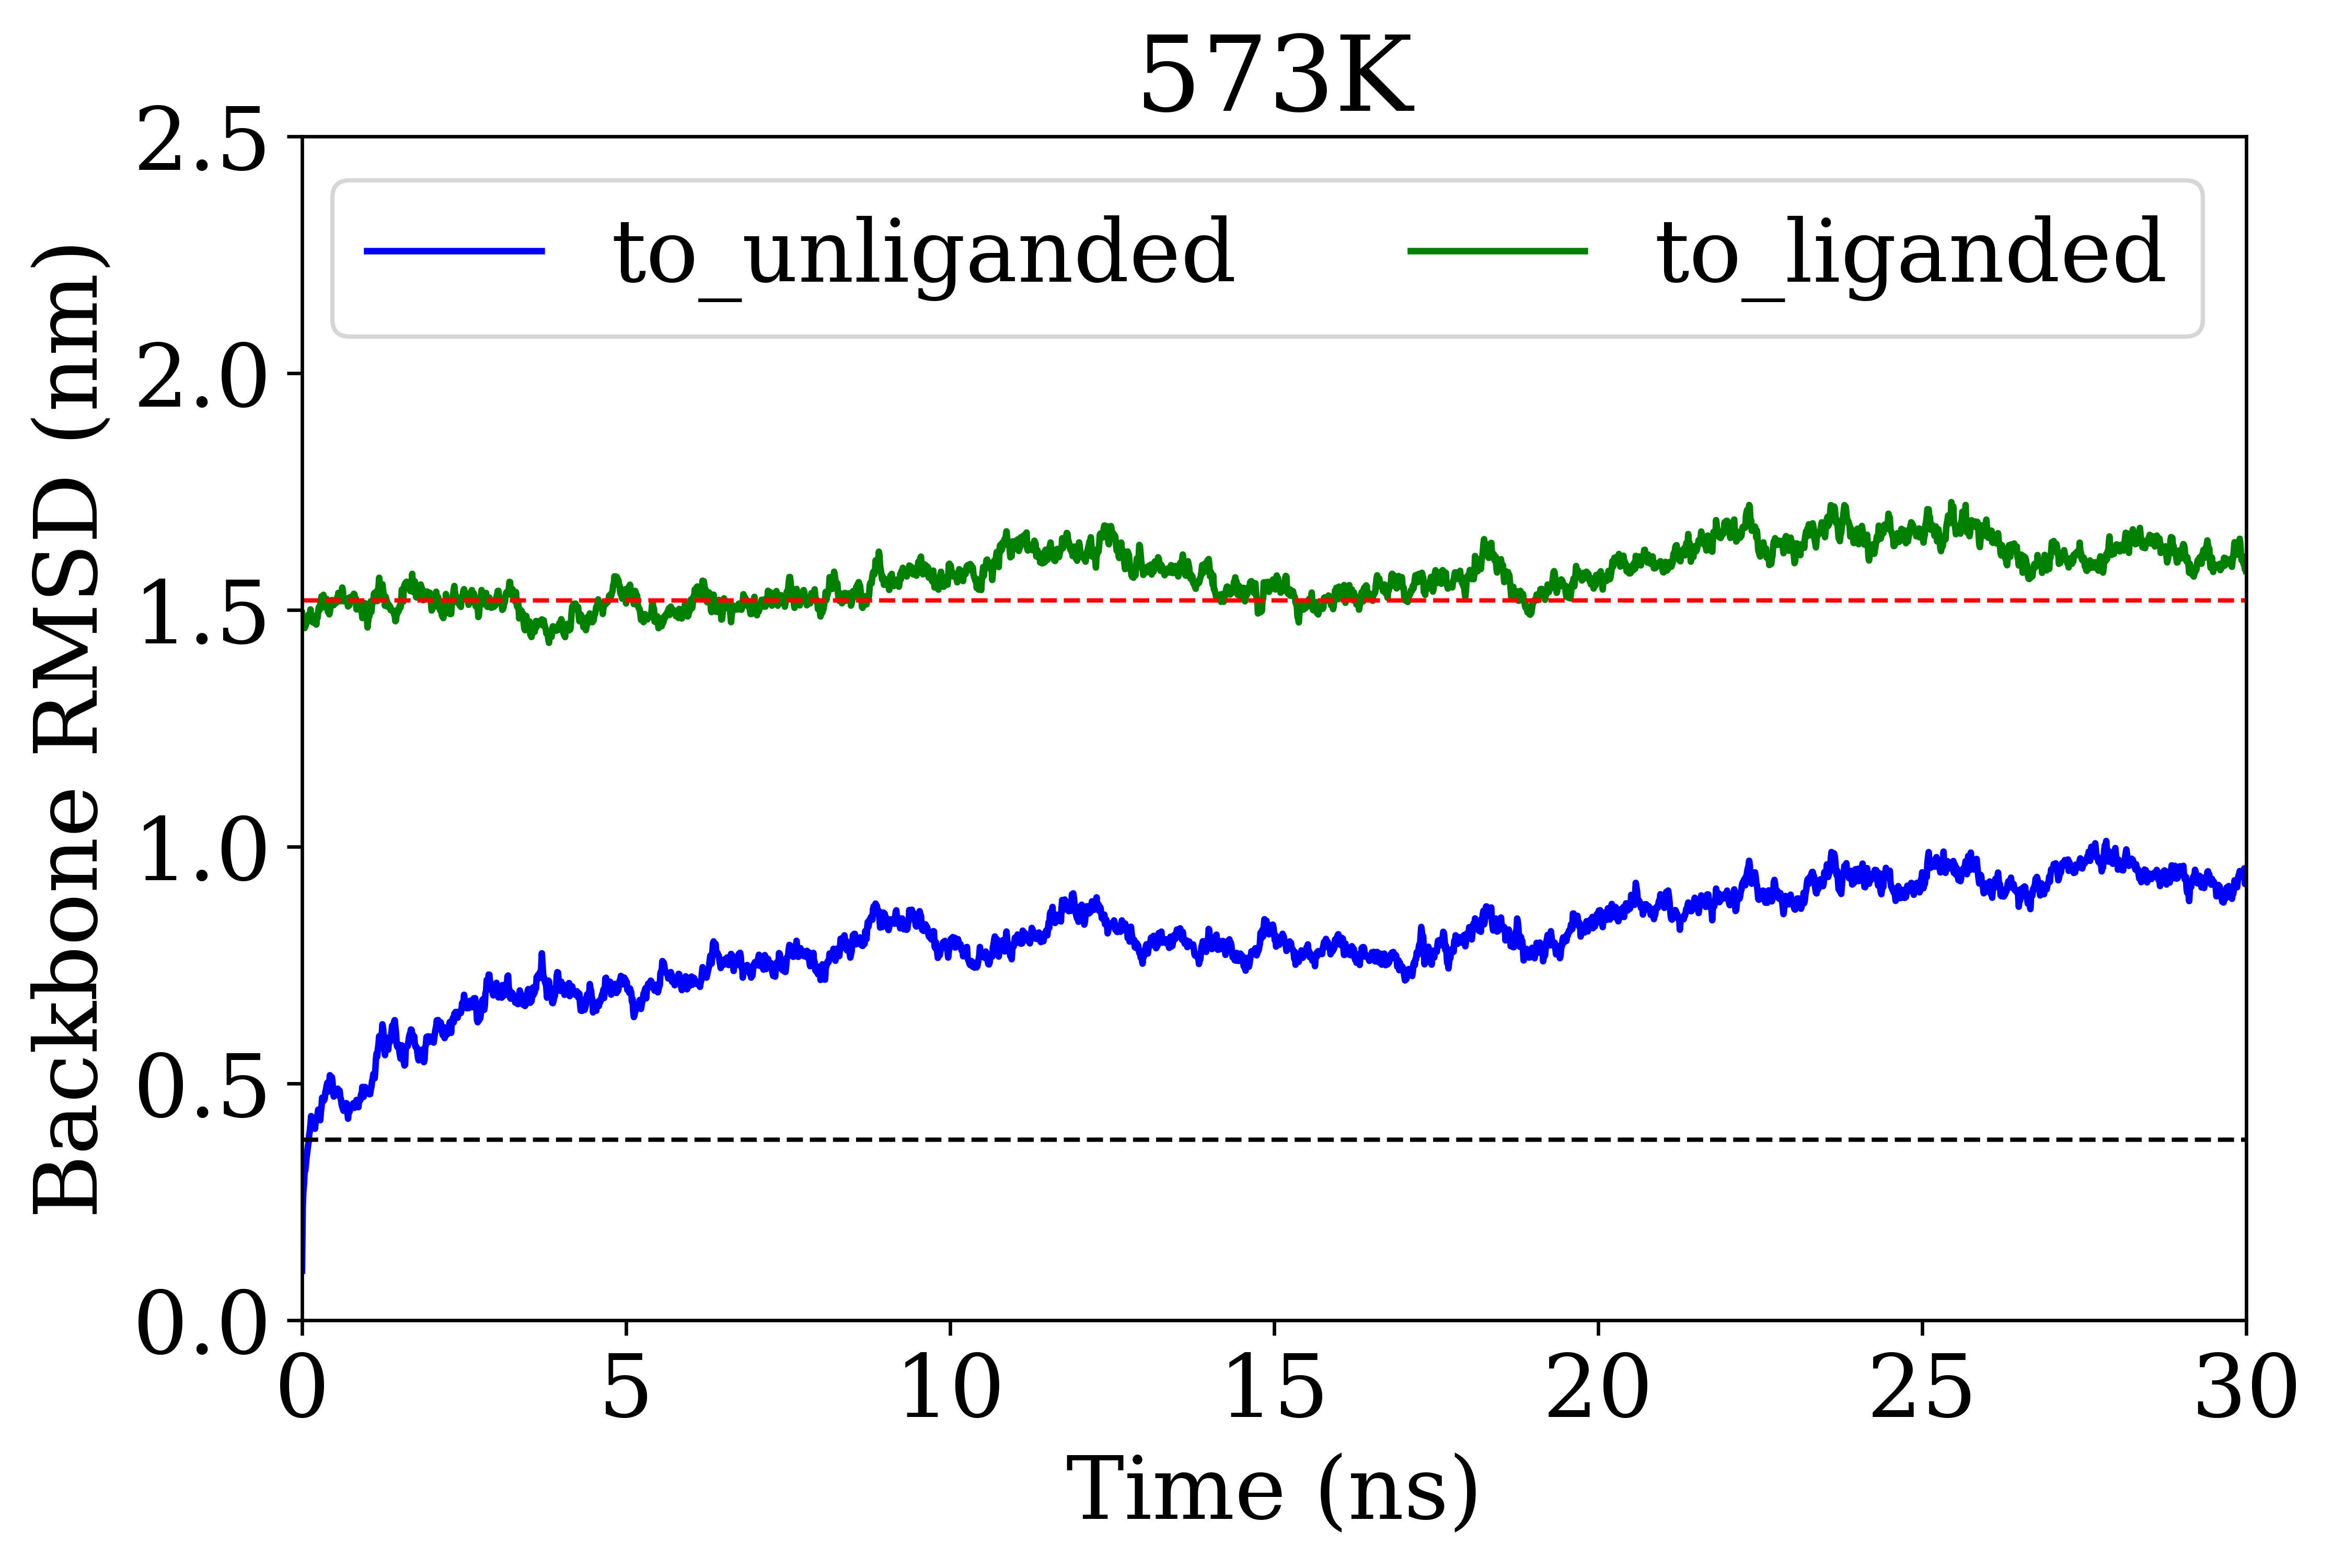 573K
2.5
to_unliganded
to_liganded
2.0
1.5
1.0
0.5
0.0
Backbone RMSD (nm)
0 5 10 15 20 25 30
Time (ns)